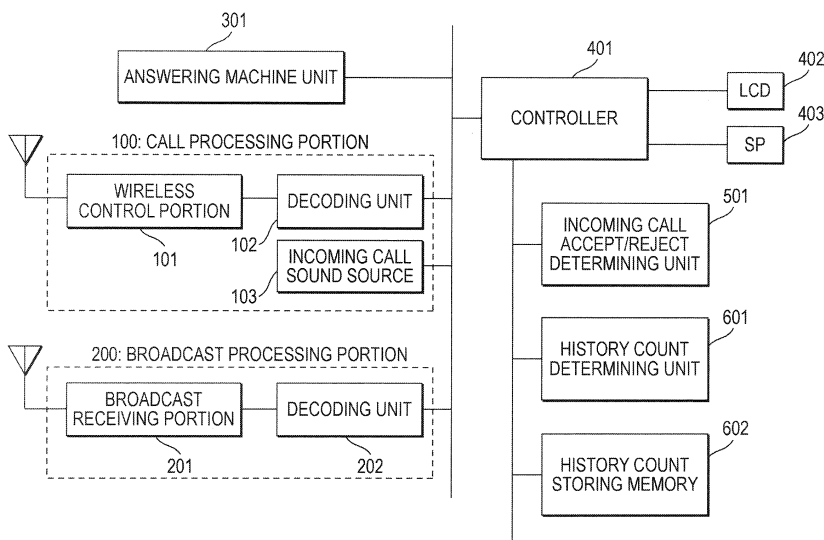 301
ANSWERING MACHINE UNIT
401
CONTROLLER
402
LCD
403
SP
100: CALL PROCESSING PORTION
WIRELESS
CONTROL PORTION
101
DECODING UNIT
102
INCOMING CALL
SOUND SOURCE
103
501
INCOMING CALL
ACCEPT/REJECT
DETERMINING UNIT
601
HISTORY COUNT
DETERMINING UNIT
200: BROADCAST PROCESSING PORTION
BROADCAST
RECEIVING PORTION
201
DECODING UNIT
202
602
HISTORY COUNT
STORING MEMORY